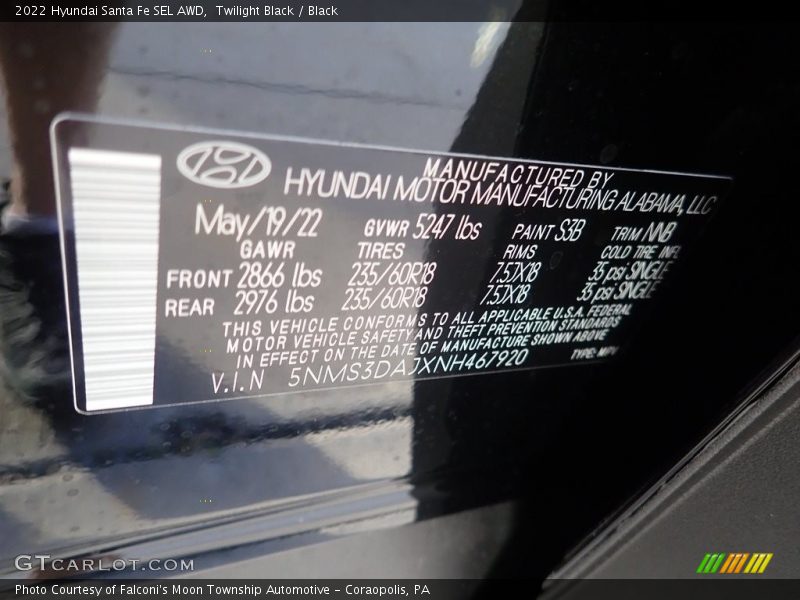 2022 Hyundai Santa Fe SEL AWD, Twilight Black / Black
MANUFACTURED BY
HYUNDAI MOTOR MANUFACTURING ALABAMA, LLC
May/19/22 GVWR 5247 lbs PAINT S3B TRIM NNB
GAWR TIRES RIMS COLD TIRE INFL
FRONT 2866 lbs 235/60R18 7.5JX18 35 psi SINGLE
REAR 2976 lbs 235/60R18 7.5JX18 35 psi SINGLE
THIS VEHICLE CONFORMS TO ALL APPLICABLE U.S.A. FEDERAL
MOTOR VEHICLE SAFETY AND THEFT PREVENTION STANDARDS
IN EFFECT ON THE DATE OF MANUFACTURE SHOWN ABOVE
V.I.N 5NMS3DAJXNH467920 TYPE: MPV
GTCARLOT.COM
Photo Courtesy of Falconi's Moon Township Automotive – Coraopolis, PA